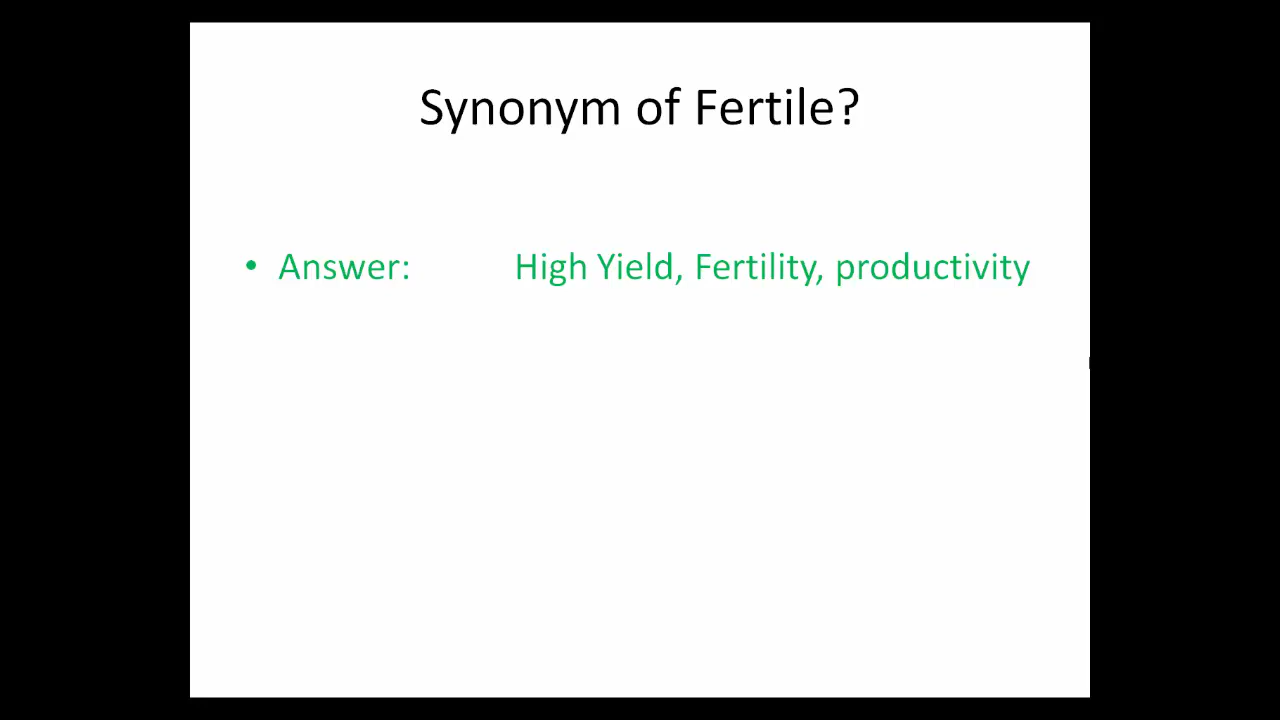 Synonym of Fertile?
• Answer: High Yield, Fertility, productivity